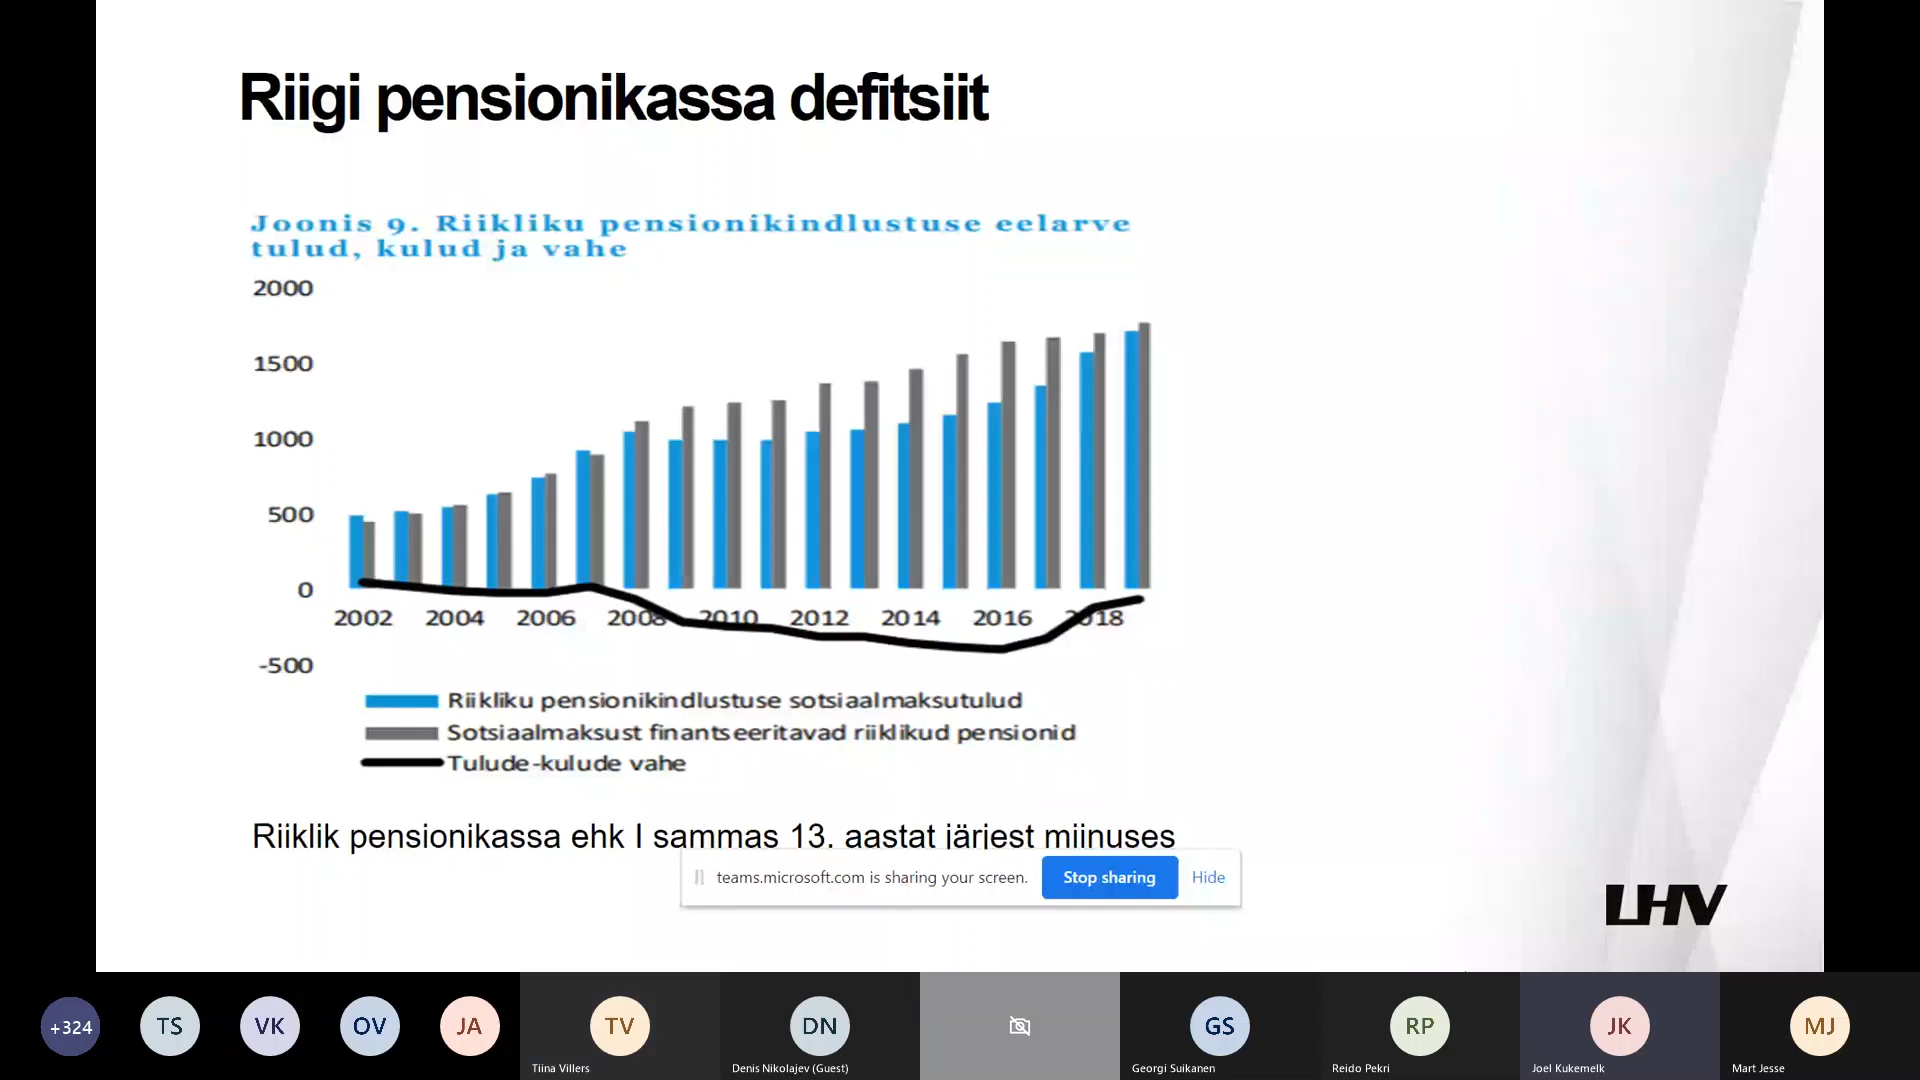 Riigi pensionikassa defitsiit
Joonis 9. Riikliku pensionikindlustuse eelarve
tulud, kulud ja vahe
2000
1500
1000
500
0
2002 2004 2006 2008 2010 2012 2014 2016 2018
-500
Riikliku pensionikindlustuse sotsiaalmaksutulud
Sotsiaalmaksust finantseeritavad riiklikud pensionid
Tulude-kulude vahe
Riiklik pensionikassa ehk I sammas 13. aastat järjest miinuses
teams.microsoft.com is sharing your screen. Stop sharing Hide
LHV
+324 TS VK OV JA TV DN GS RP JK MJ
Tiina Villers Denis Nikolajev (Guest) Georgi Suikanen Reido Pekri Joel Kukemelk Mart Jesse